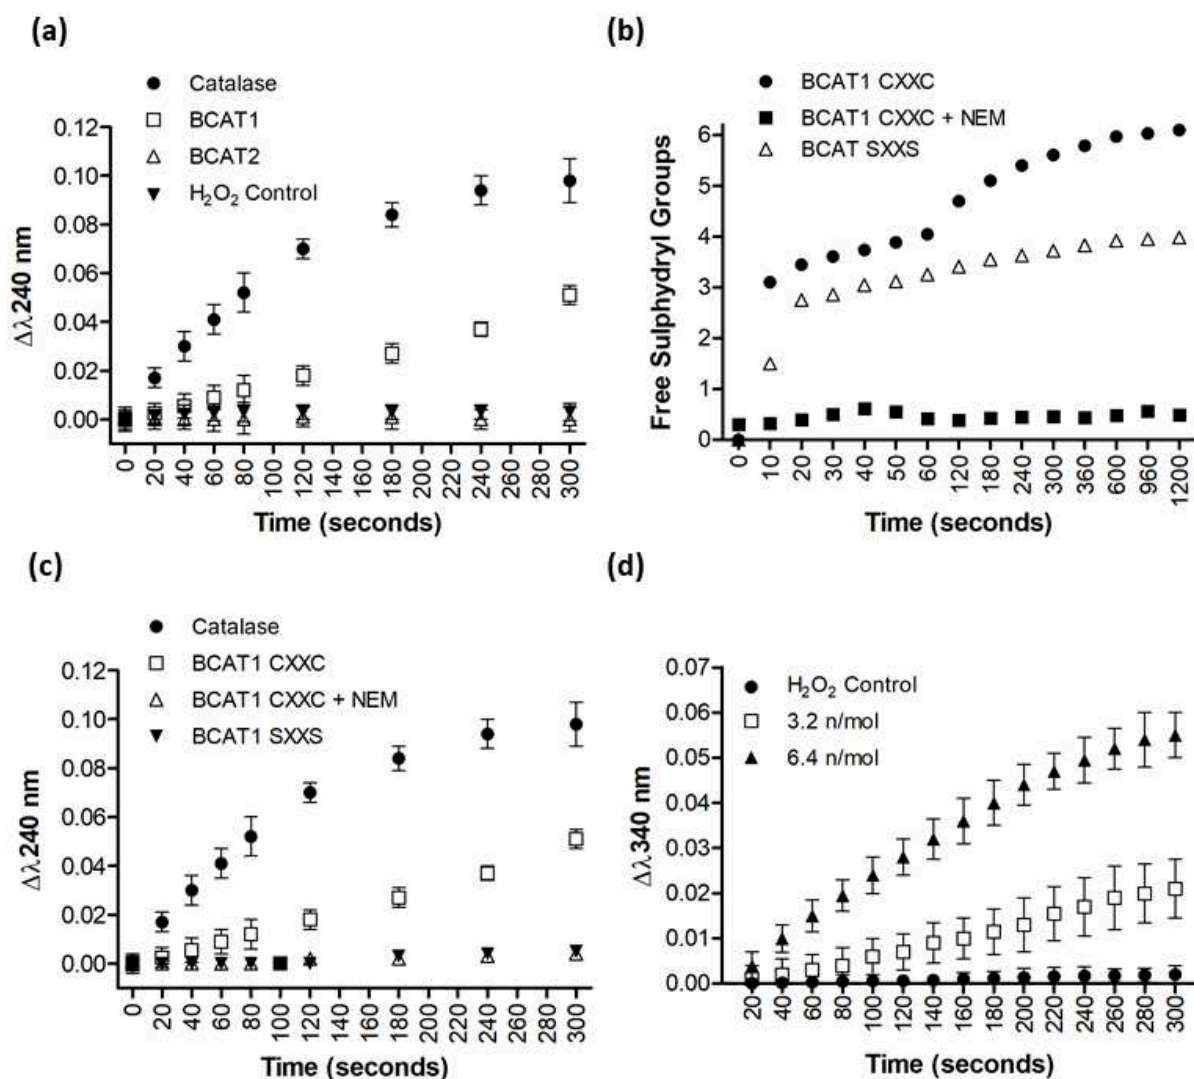 (a)
Catalase
BCAT1
BCAT2
H2O2 Control
0.12
0.10
0.08
0.06
0.04
0.02
0.00
Δλ240 nm
0 20 40 60 80 100 120 140 160 180 200 220 240 260 280 300
Time (seconds)
(b)
BCAT1 CXXC
BCAT1 CXXC + NEM
BCAT SXXS
6
5
4
3
2
1
0
Free Sulphydryl Groups
0 10 20 30 40 50 60 120 180 240 300 360 600 960 1200
Time (seconds)
(c)
Catalase
BCAT1 CXXC
BCAT1 CXXC + NEM
BCAT1 SXXS
0.12
0.10
0.08
0.06
0.04
0.02
0.00
Δλ240 nm
0 20 40 60 80 100 120 140 160 180 200 220 240 260 280 300
Time (seconds)
(d)
H2O2 Control
3.2 n/mol
6.4 n/mol
0.07
0.06
0.05
0.04
0.03
0.02
0.01
0.00
Δλ340 nm
20 40 60 80 100 120 140 160 180 200 220 240 260 280 300
Time (seconds)